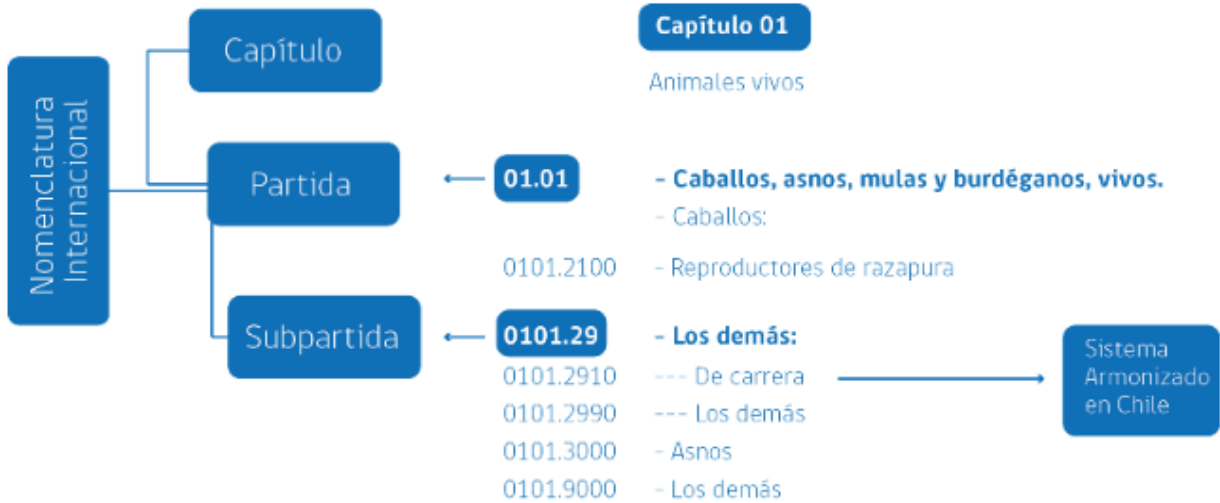 Nomenclatura
Internacional
Capítulo
Capítulo 01
Animales vivos
Partida
01.01 - Caballos, asnos, mulas y burdéganos, vivos.
- Caballos:
0101.2100 - Reproductores de razapura
Subpartida
0101.29 - Los demás:
0101.2910 --- De carrera
0101.2990 --- Los demás
0101.3000 - Asnos
0101.9000 - Los demás
Sistema
Armonizado
en Chile